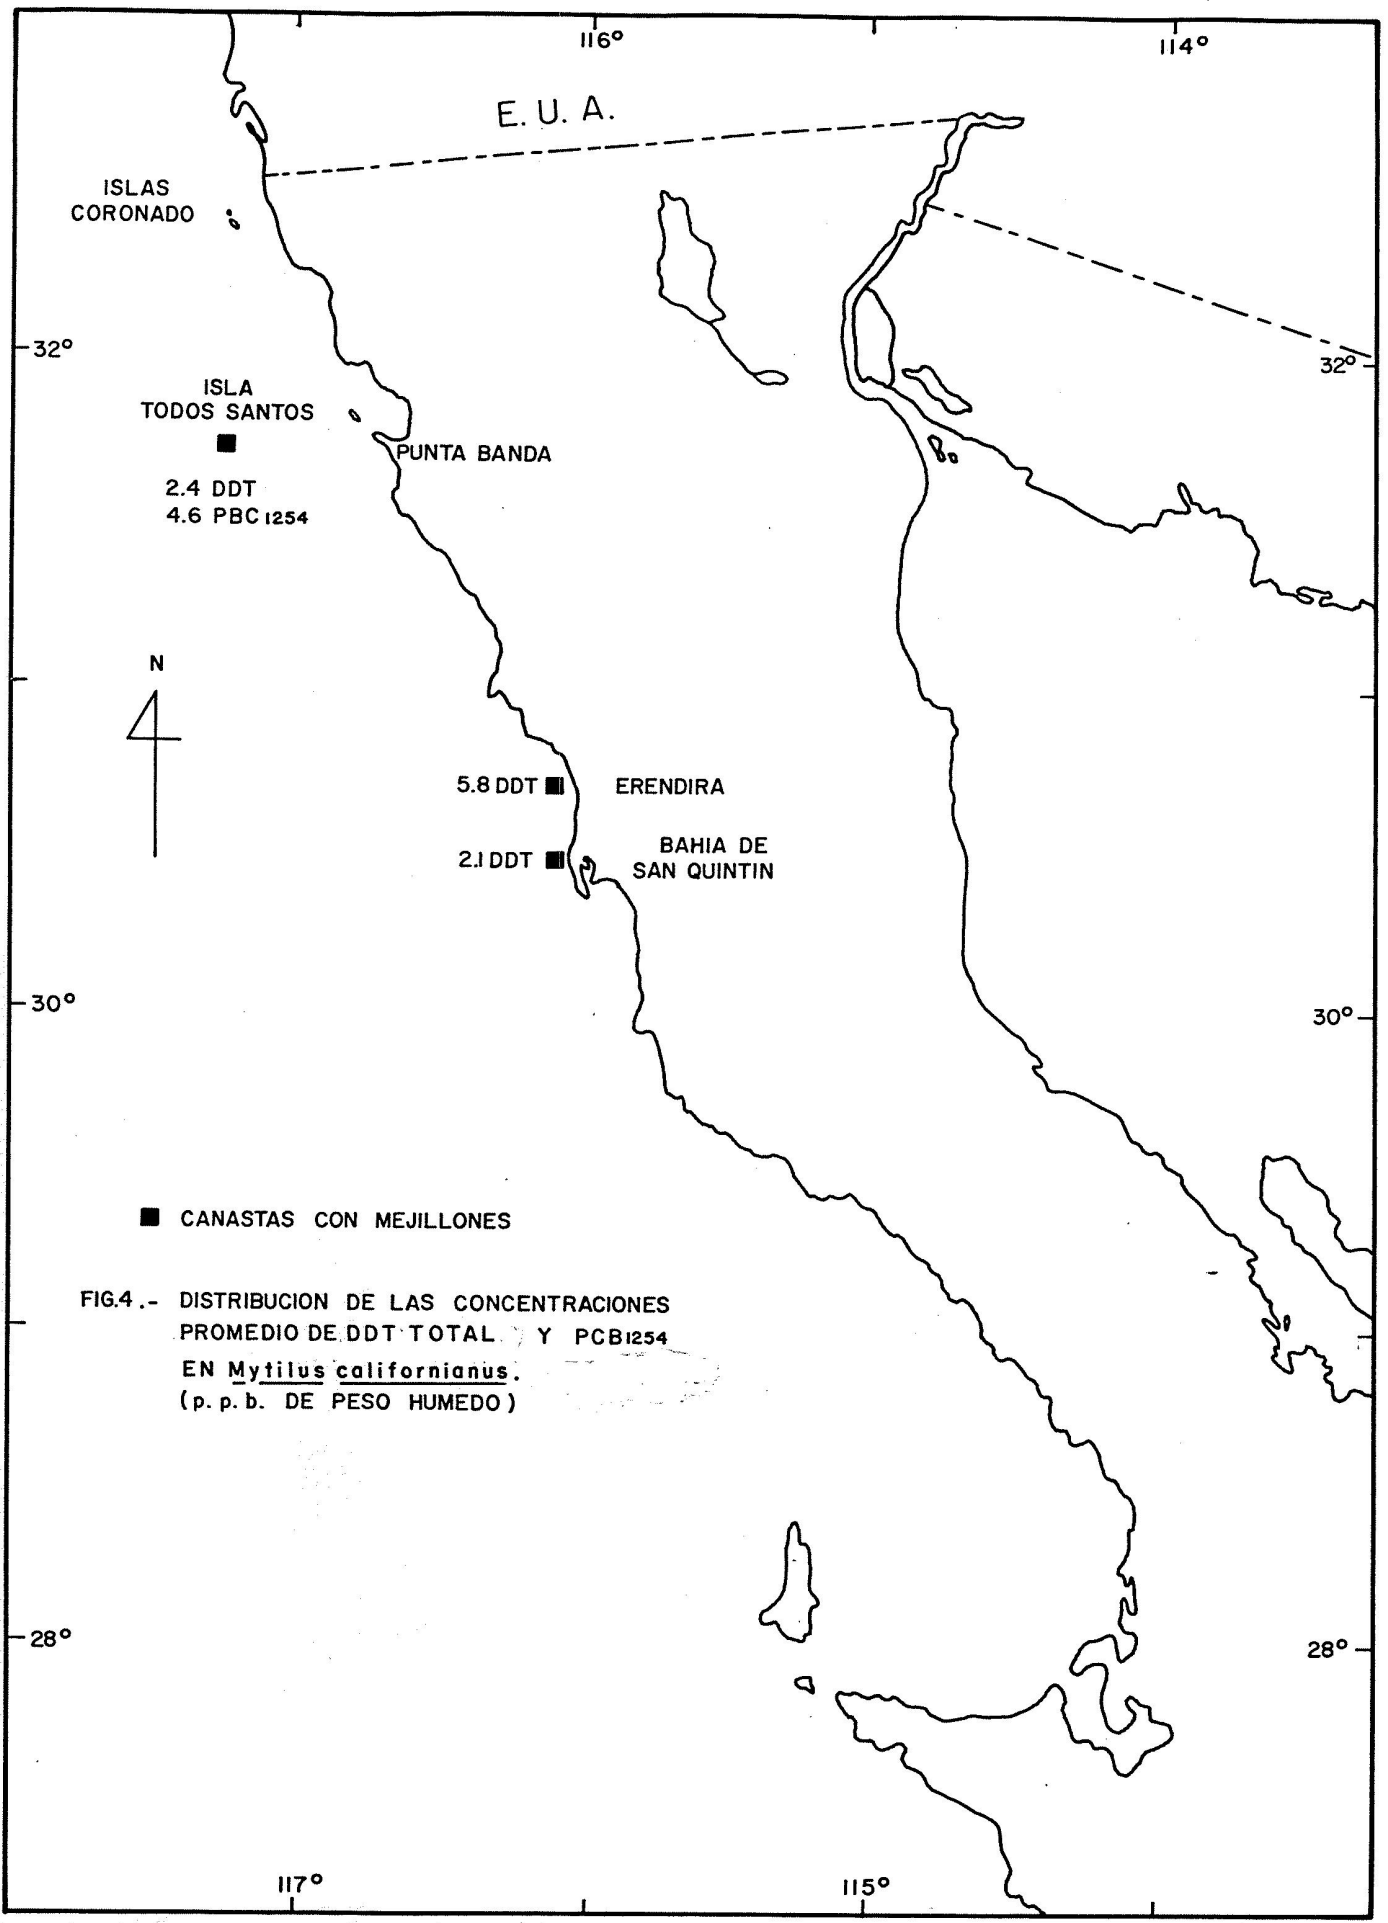 116°
114°
E. U. A.
ISLAS
CORONADO
32°
32°
ISLA
TODOS SANTOS
PUNTA BANDA
2.4 DDT
4.6 PBC 1254
N
5.8 DDT
ERENDIRA
2.1 DDT
BAHIA DE
SAN QUINTIN
30°
30°
CANASTAS CON MEJILLONES
FIG.4.- DISTRIBUCION DE LAS CONCENTRACIONES
PROMEDIO DE DDT TOTAL Y PCB1254
EN Mytilus californianus.
(p.p.b. DE PESO HUMEDO)
28°
28°
117°
115°